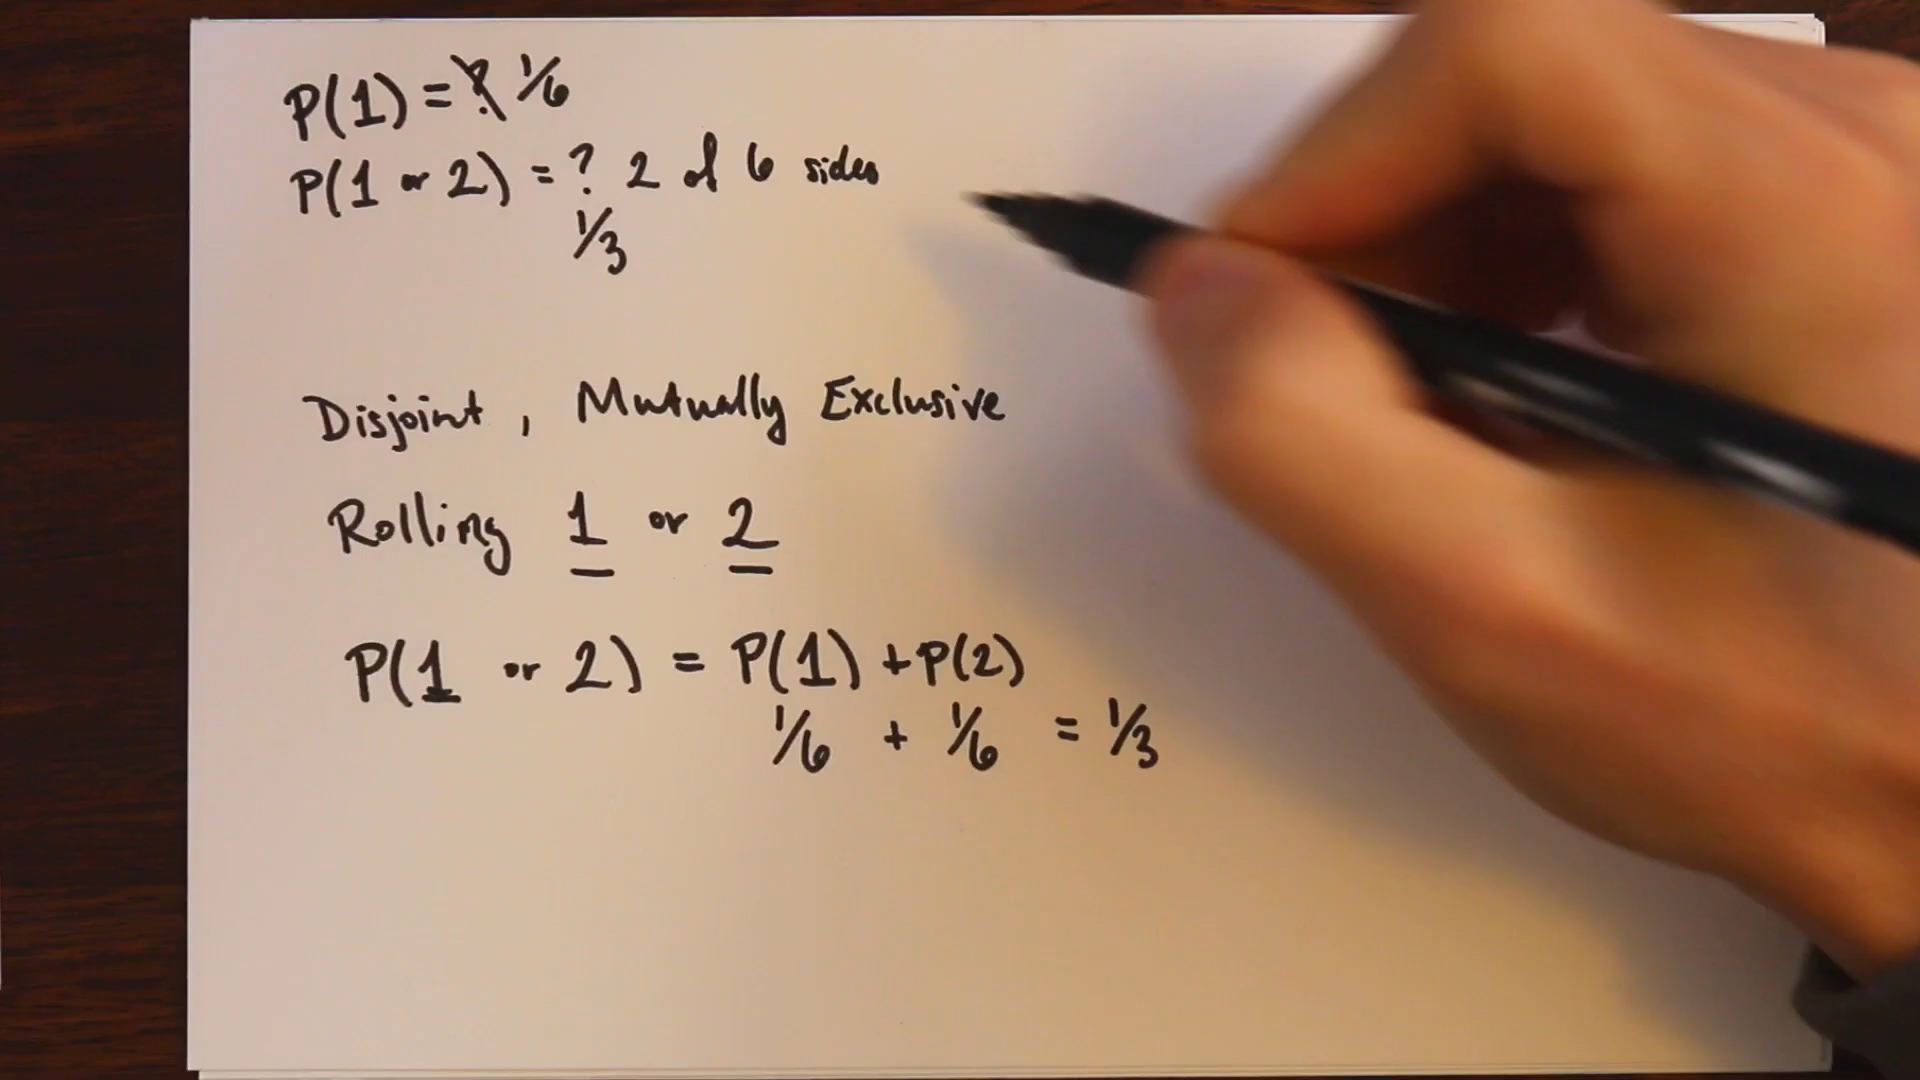 P(1) = ? 1/6
P(1 or 2) = ? 2 of 6 sides
1/3
Disjoint, Mutually Exclusive
Rolling 1 or 2
P(1 or 2) = P(1) + P(2)
1/6 + 1/6 = 1/3